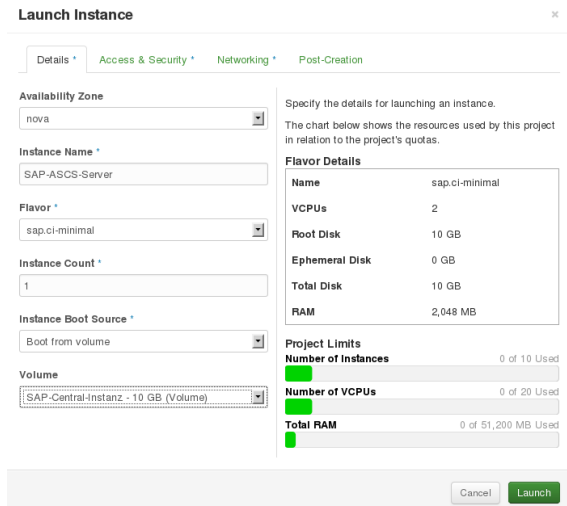 Launch Instance ×
Details * Access & Security * Networking * Post-Creation
Availability Zone
nova
Instance Name *
SAP-ASCS-Server
Flavor *
sap.ci-minimal
Instance Count *
1
Instance Boot Source *
Boot from volume
Volume
SAP-Central-Instanz - 10 GB (Volume)
Specify the details for launching an instance.
The chart below shows the resources used by this project
in relation to the project's quotas.
Flavor Details
Name sap.ci-minimal
VCPUs 2
Root Disk 10 GB
Ephemeral Disk 0 GB
Total Disk 10 GB
RAM 2,048 MB
Project Limits
Number of Instances 0 of 10 Used
Number of VCPUs 0 of 20 Used
Total RAM 0 of 51,200 MB Used
Cancel Launch